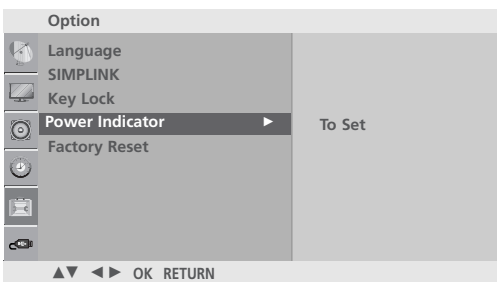 Option
Language
SIMPLINK
Key Lock
Power Indicator ► To Set
Factory Reset
▲▼ ◄► OK RETURN